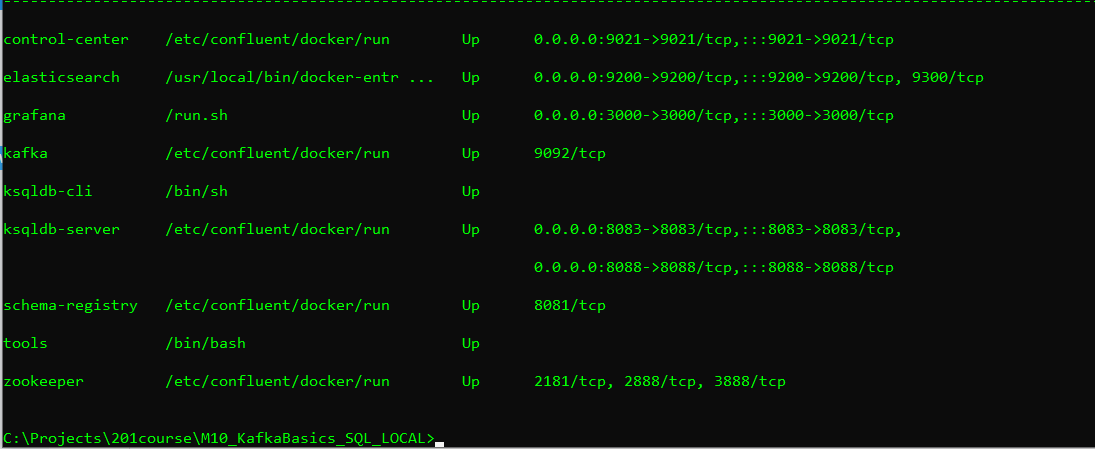 control-center /etc/confluent/docker/run Up 0.0.0.0:9021->9021/tcp,:::9021->9021/tcp
elasticsearch /usr/local/bin/docker-entr ... Up 0.0.0.0:9200->9200/tcp,:::9200->9200/tcp, 9300/tcp
grafana /run.sh Up 0.0.0.0:3000->3000/tcp,:::3000->3000/tcp
kafka /etc/confluent/docker/run Up 9092/tcp
ksqldb-cli /bin/sh Up
ksqldb-server /etc/confluent/docker/run Up 0.0.0.0:8083->8083/tcp,:::8083->8083/tcp,
0.0.0.0:8088->8088/tcp,:::8088->8088/tcp
schema-registry /etc/confluent/docker/run Up 8081/tcp
tools /bin/bash Up
zookeeper /etc/confluent/docker/run Up 2181/tcp, 2888/tcp, 3888/tcp
C:\Projects\201course\M10_KafkaBasics_SQL_LOCAL>